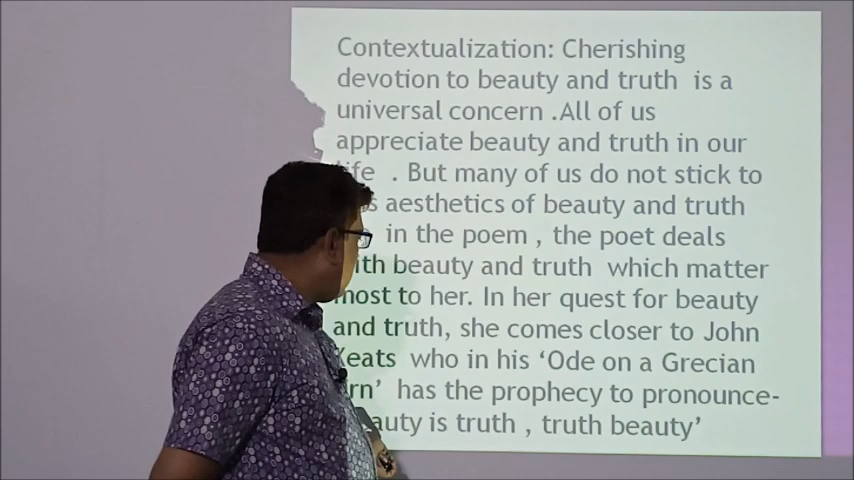 Contextualization: Cherishing
devotion to beauty and truth is a
universal concern .All of us
appreciate beauty and truth in our
life . But many of us do not stick to
aesthetics of beauty and truth
in the poem , the poet deals
with beauty and truth which matter
most to her. In her quest for beauty
and truth, she comes closer to John
Keats who in his ‘Ode on a Grecian
Urn’ has the prophecy to pronounce-
beauty is truth , truth beauty’